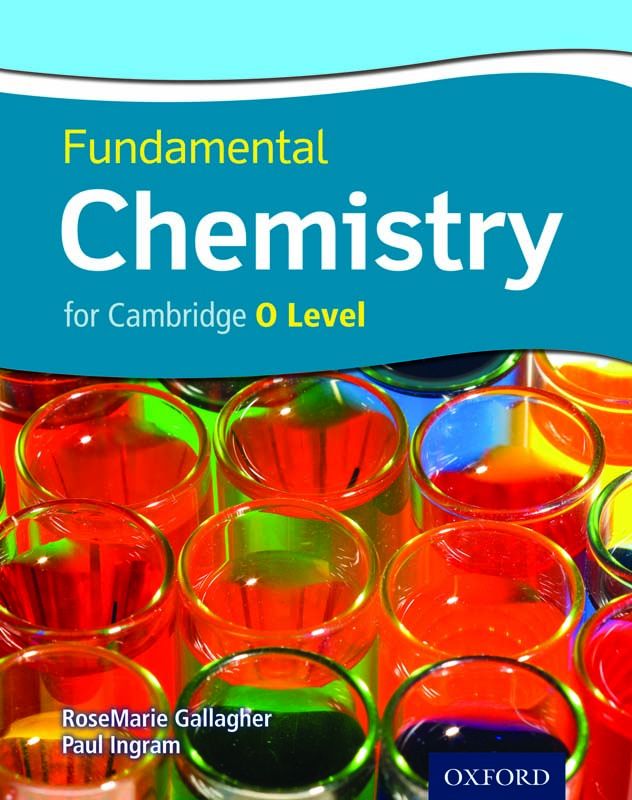 Fundamental
Chemistry
for Cambridge O Level
RoseMarie Gallagher
Paul Ingram
OXFORD